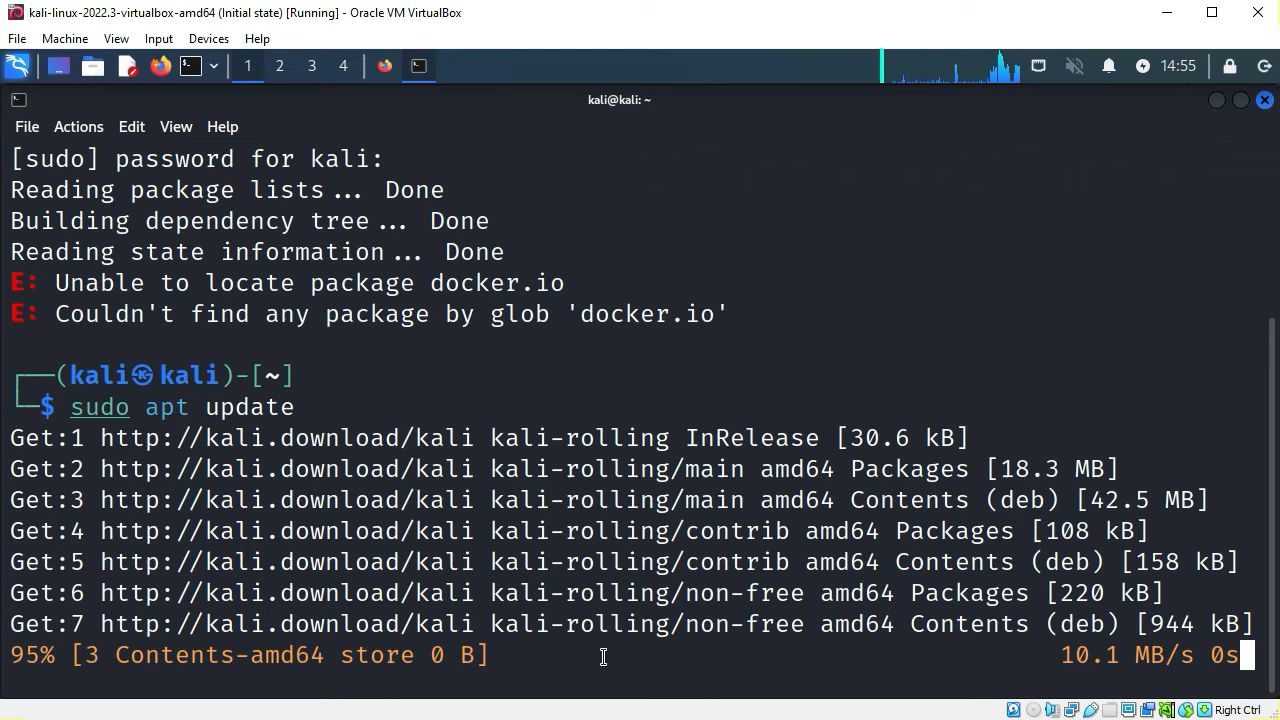 kali-linux-2022.3-virtualbox-amd64 (Initial state) [Running] - Oracle VM VirtualBox
File Machine View Input Devices Help
1 2 3 4 14:55
kali@kali: ~
File Actions Edit View Help
[sudo] password for kali:
Reading package lists... Done
Building dependency tree... Done
Reading state information... Done
E: Unable to locate package docker.io
E: Couldn't find any package by glob 'docker.io'
┌──(kali㉿kali)-[~]
└─$ sudo apt update
Get:1 http://kali.download/kali kali-rolling InRelease [30.6 kB]
Get:2 http://kali.download/kali kali-rolling/main amd64 Packages [18.3 MB]
Get:3 http://kali.download/kali kali-rolling/main amd64 Contents (deb) [42.5 MB]
Get:4 http://kali.download/kali kali-rolling/contrib amd64 Packages [108 kB]
Get:5 http://kali.download/kali kali-rolling/contrib amd64 Contents (deb) [158 kB]
Get:6 http://kali.download/kali kali-rolling/non-free amd64 Packages [220 kB]
Get:7 http://kali.download/kali kali-rolling/non-free amd64 Contents (deb) [944 kB]
95% [3 Contents-amd64 store 0 B] 10.1 MB/s 0s
Right Ctrl